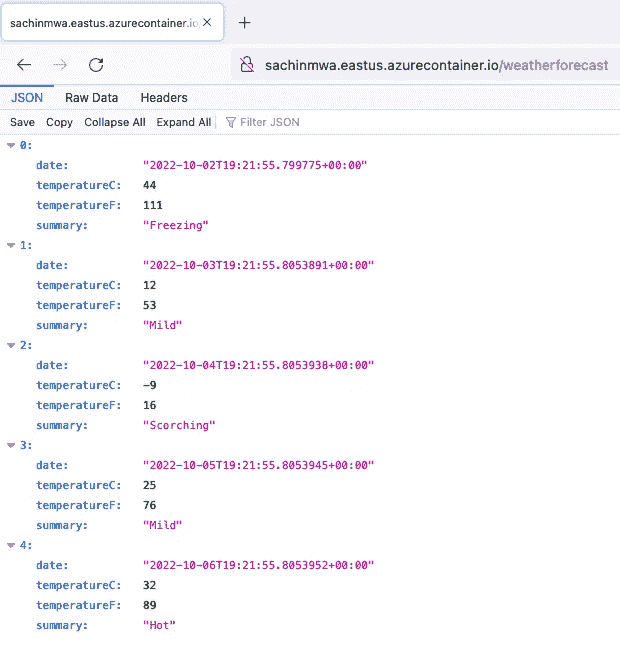 sachinmwa.eastus.azurecontainer.io/
sachinmwa.eastus.azurecontainer.io/weatherforecast
JSON Raw Data Headers
Save Copy Collapse All Expand All Filter JSON
0:
date: "2022-10-02T19:21:55.799775+00:00"
temperatureC: 44
temperatureF: 111
summary: "Freezing"
1:
date: "2022-10-03T19:21:55.8053891+00:00"
temperatureC: 12
temperatureF: 53
summary: "Mild"
2:
date: "2022-10-04T19:21:55.8053938+00:00"
temperatureC: -9
temperatureF: 16
summary: "Scorching"
3:
date: "2022-10-05T19:21:55.8053945+00:00"
temperatureC: 25
temperatureF: 76
summary: "Mild"
4:
date: "2022-10-06T19:21:55.8053952+00:00"
temperatureC: 32
temperatureF: 89
summary: "Hot"